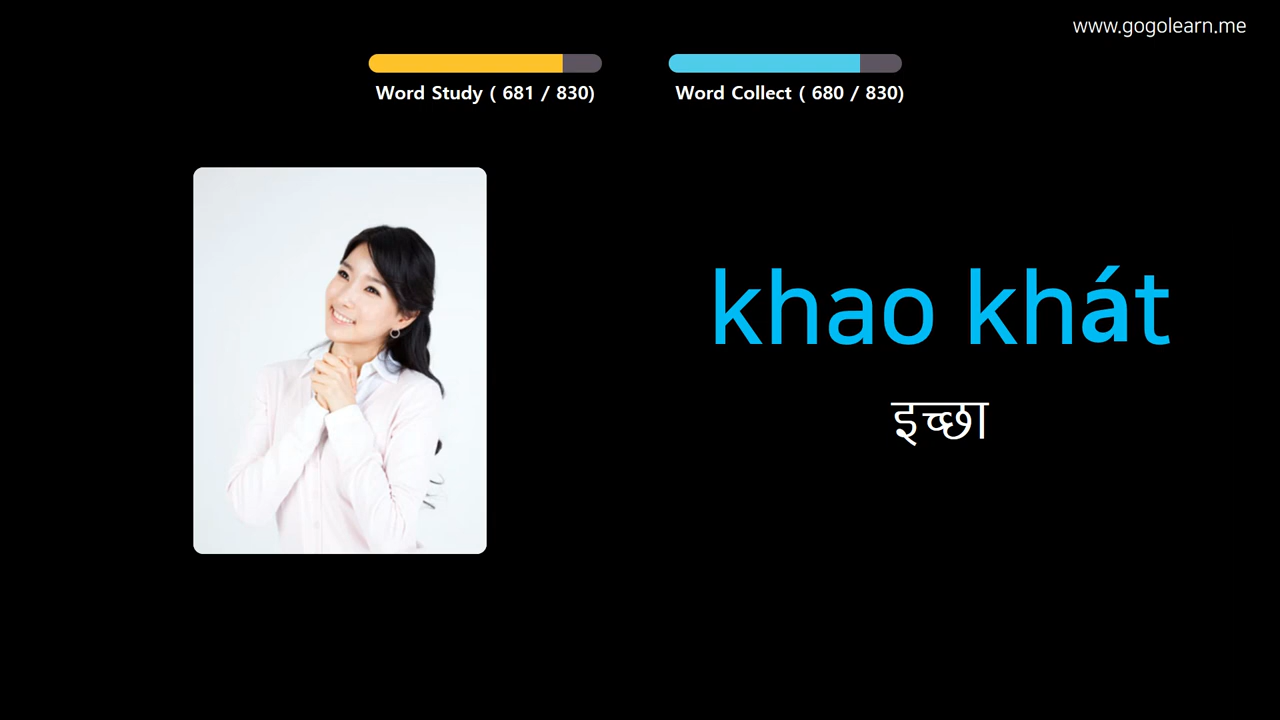 www.gogolearn.me
Word Study ( 681 / 830)
Word Collect ( 680 / 830)
khao khát
इच्छा